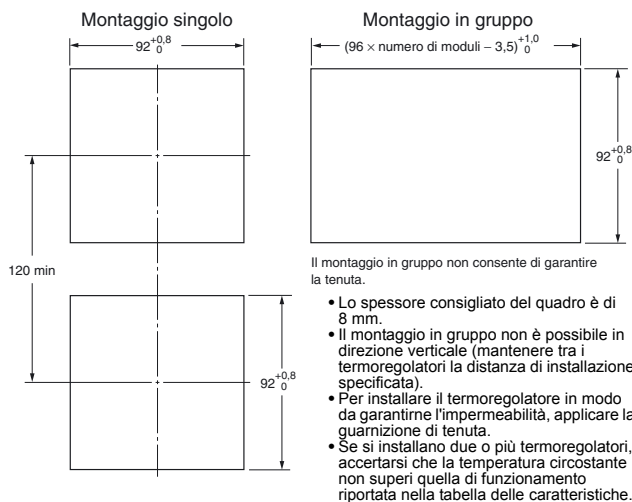 Montaggio singolo
92 +0,8 0
120 min
92 +0,8 0
Montaggio in gruppo
(96 × numero di moduli – 3,5) +1,0 0
92 +0,8 0
Il montaggio in gruppo non consente di garantire
la tenuta.
• Lo spessore consigliato del quadro è di
8 mm.
• Il montaggio in gruppo non è possibile in
direzione verticale (mantenere tra i
termoregolatori la distanza di installazione
specificata).
• Per installare il termoregolatore in modo
da garantirne l'impermeabilità, applicare la
guarnizione di tenuta.
• Se si installano due o più termoregolatori,
accertarsi che la temperatura circostante
non superi quella di funzionamento
riportata nella tabella delle caratteristiche.